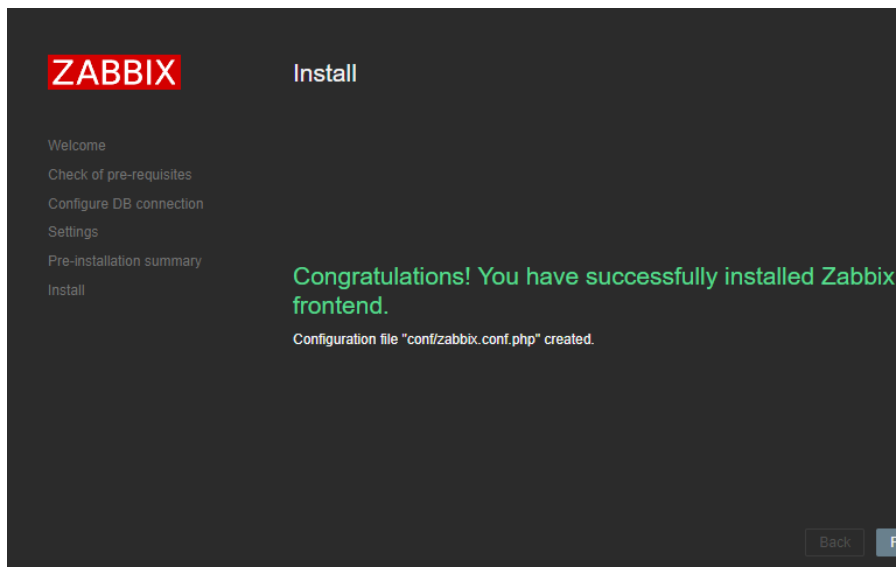 ZABBIX
Install
Welcome
Check of pre-requisites
Configure DB connection
Settings
Pre-installation summary
Install
Congratulations! You have successfully installed Zabbix
frontend.
Configuration file "conf/zabbix.conf.php" created.
Back